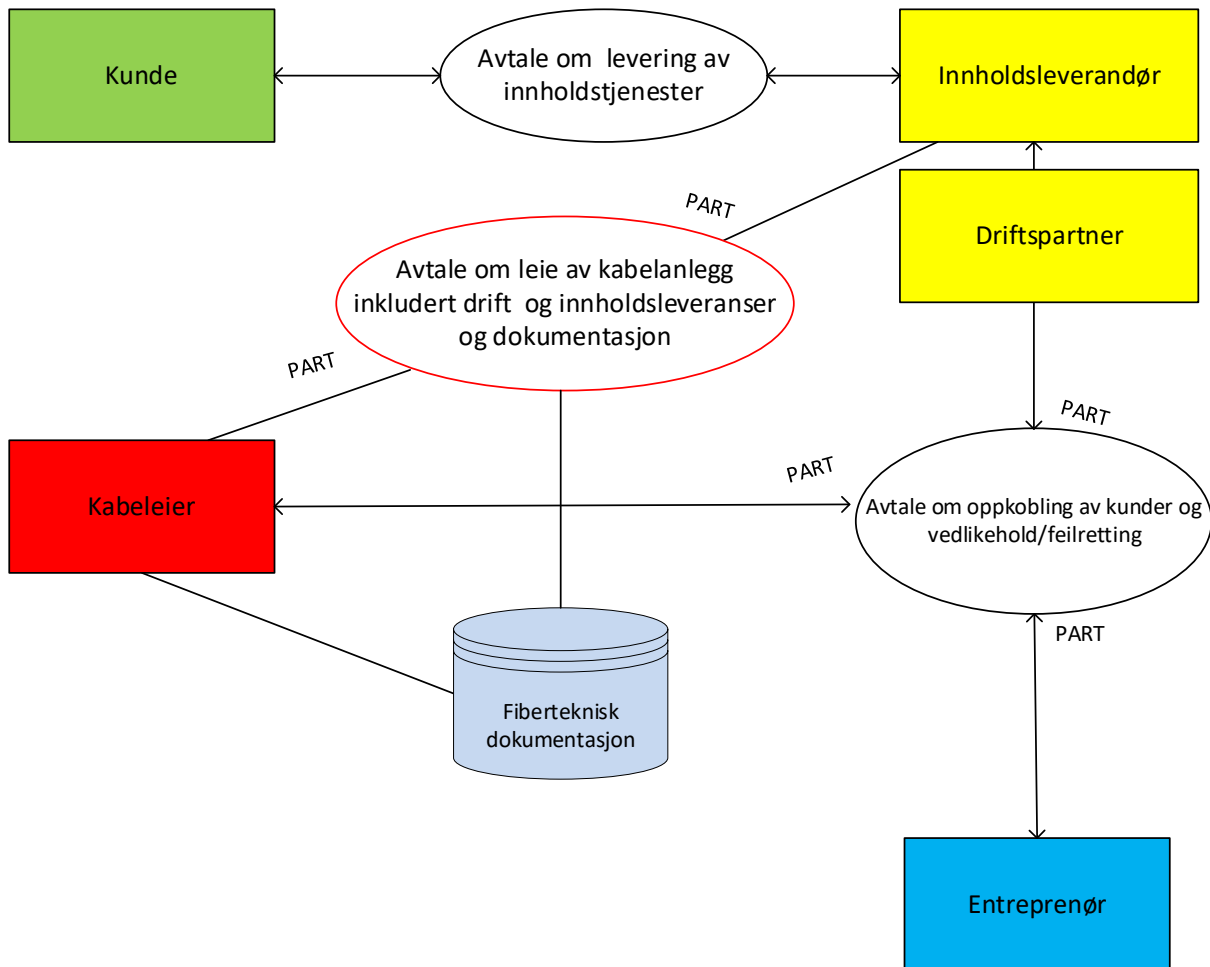 Kunde
Avtale om levering av
innholdstjenester
Innholdsleverandør
PART
Driftspartner
Avtale om leie av kabelanlegg
inkludert drift og innholdsleveranser
og dokumentasjon
PART
PART
Kabeleier
PART
Avtale om oppkobling av kunder og
vedlikehold/feilretting
PART
Fiberteknisk
dokumentasjon
Entreprenør